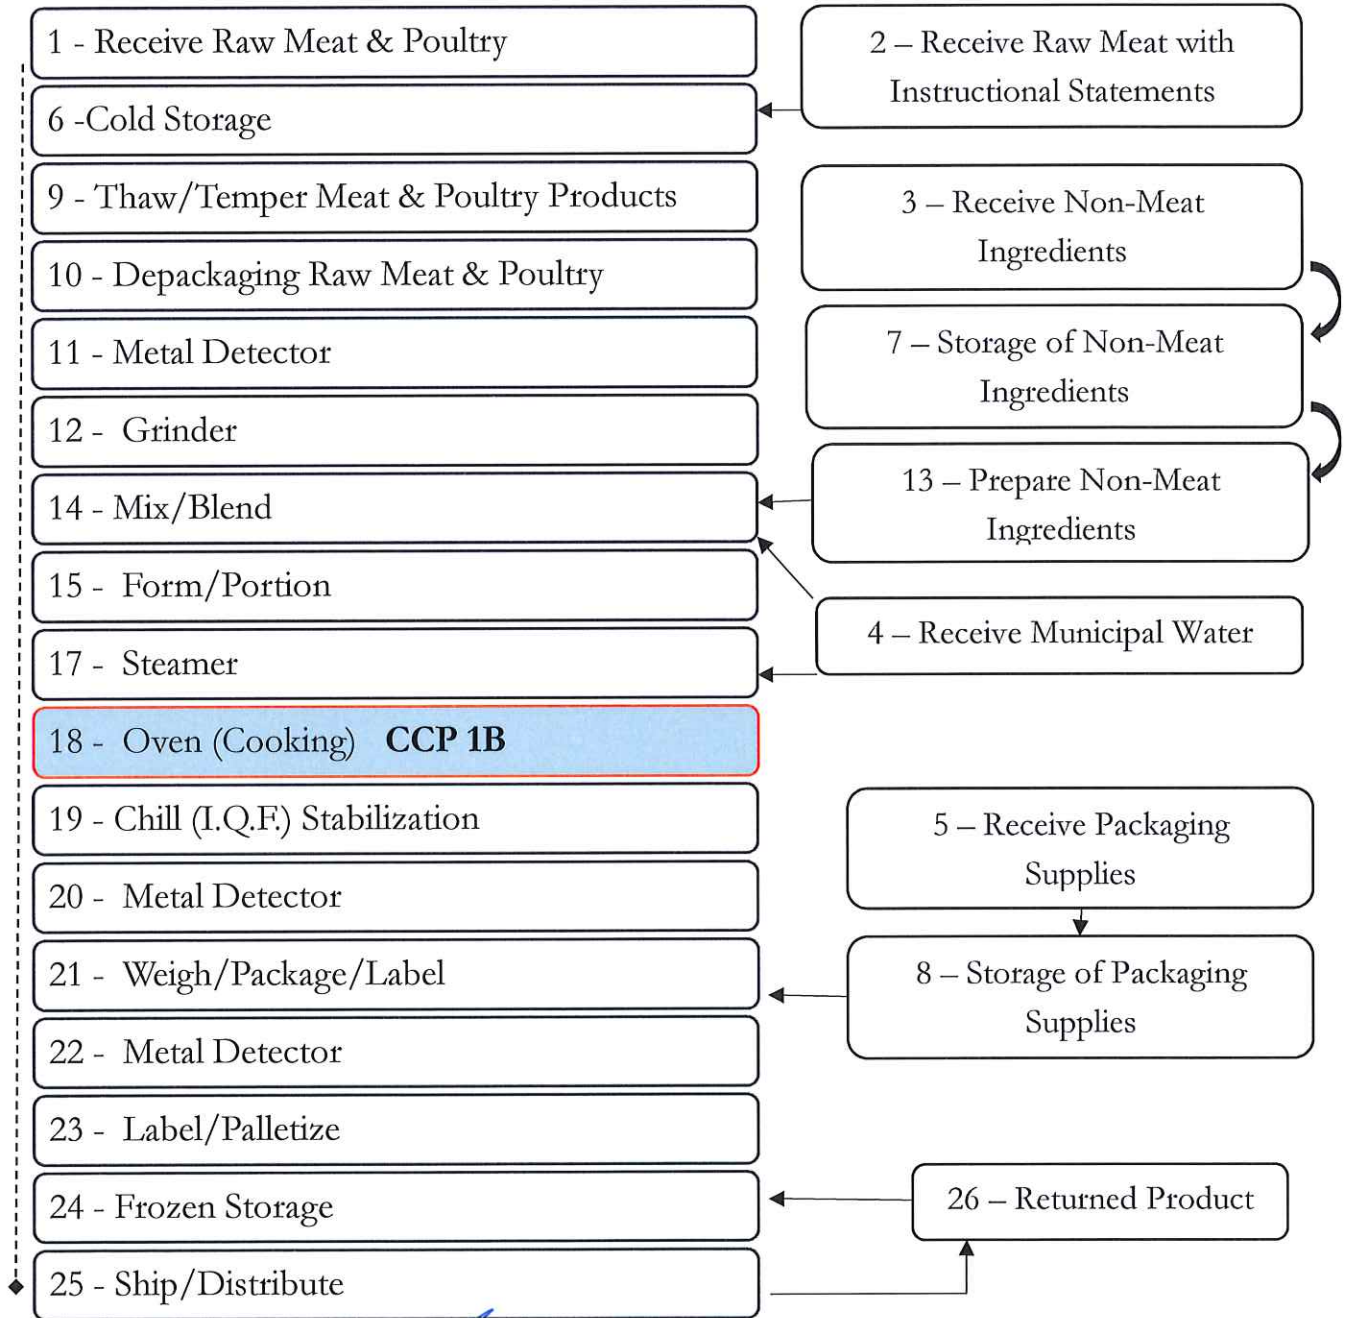 1 - Receive Raw Meat & Poultry
2 – Receive Raw Meat with
Instructional Statements
6 -Cold Storage
9 - Thaw/Temper Meat & Poultry Products
3 – Receive Non-Meat
Ingredients
10 - Depackaging Raw Meat & Poultry
11 - Metal Detector
7 – Storage of Non-Meat
Ingredients
12 - Grinder
14 - Mix/Blend
13 – Prepare Non-Meat
Ingredients
15 - Form/Portion
4 – Receive Municipal Water
17 - Steamer
18 - Oven (Cooking) CCP 1B
19 - Chill (I.Q.F.) Stabilization
5 – Receive Packaging
Supplies
20 - Metal Detector
21 - Weigh/Package/Label
8 – Storage of Packaging
Supplies
22 - Metal Detector
23 - Label/Palletize
24 - Frozen Storage
26 – Returned Product
25 - Ship/Distribute